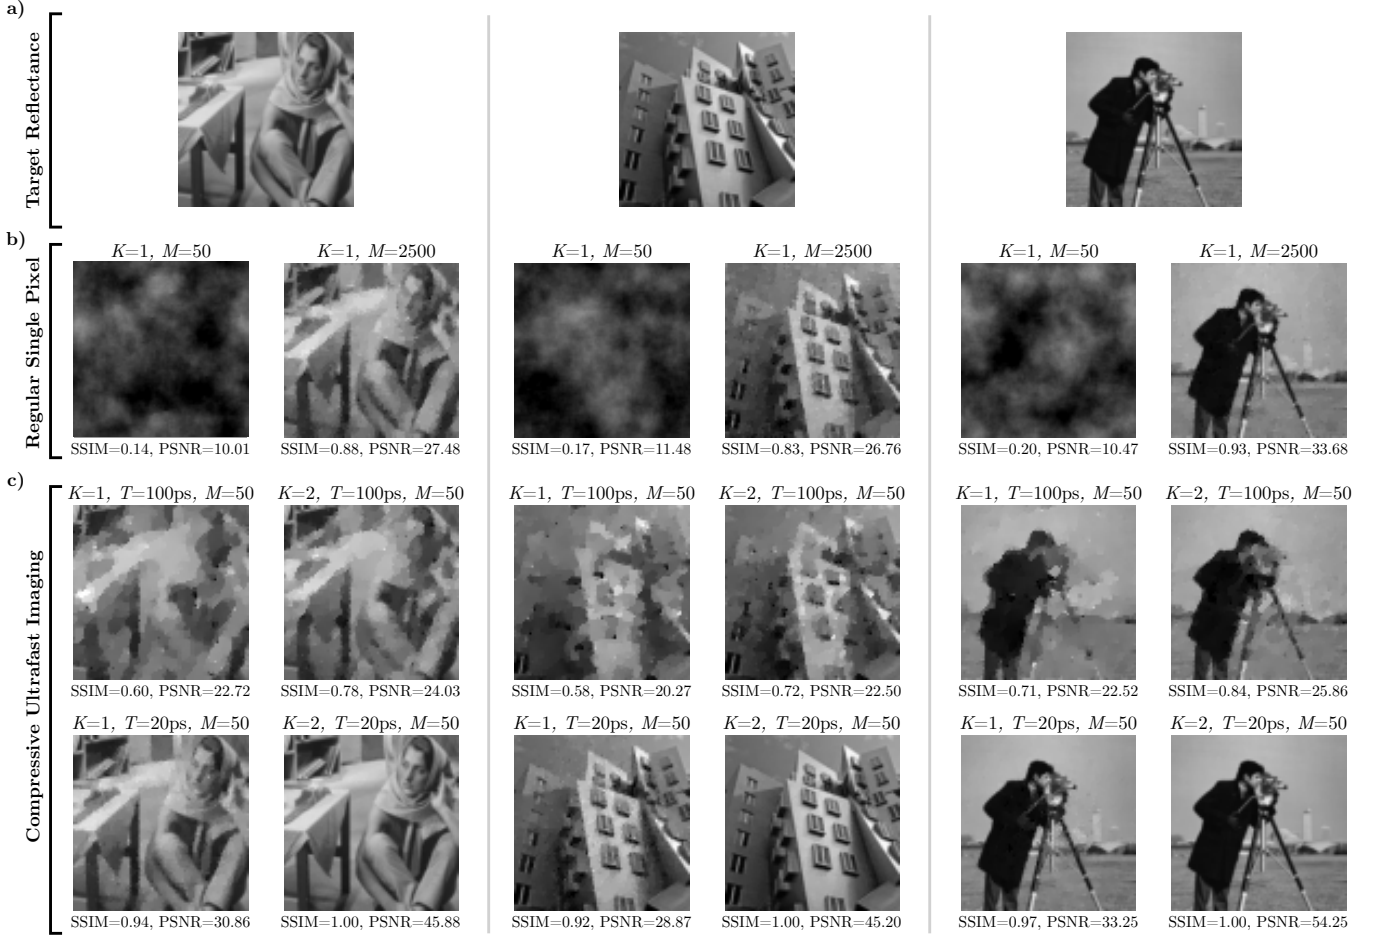 a)
Target Reflectance
b)
Regular Single Pixel
K=1, M=50
K=1, M=2500
K=1, M=50
K=1, M=2500
K=1, M=50
K=1, M=2500
SSIM=0.14, PSNR=10.01
SSIM=0.88, PSNR=27.48
SSIM=0.17, PSNR=11.48
SSIM=0.83, PSNR=26.76
SSIM=0.20, PSNR=10.47
SSIM=0.93, PSNR=33.68
c)
Compressive Ultrafast Imaging
K=1, T=100ps, M=50
K=2, T=100ps, M=50
K=1, T=100ps, M=50
K=2, T=100ps, M=50
K=1, T=100ps, M=50
K=2, T=100ps, M=50
SSIM=0.60, PSNR=22.72
SSIM=0.78, PSNR=24.03
SSIM=0.58, PSNR=20.27
SSIM=0.72, PSNR=22.50
SSIM=0.71, PSNR=22.52
SSIM=0.84, PSNR=25.86
K=1, T=20ps, M=50
K=2, T=20ps, M=50
K=1, T=20ps, M=50
K=2, T=20ps, M=50
K=1, T=20ps, M=50
K=2, T=20ps, M=50
SSIM=0.94, PSNR=30.86
SSIM=1.00, PSNR=45.88
SSIM=0.92, PSNR=28.87
SSIM=1.00, PSNR=45.20
SSIM=0.97, PSNR=33.25
SSIM=1.00, PSNR=54.25